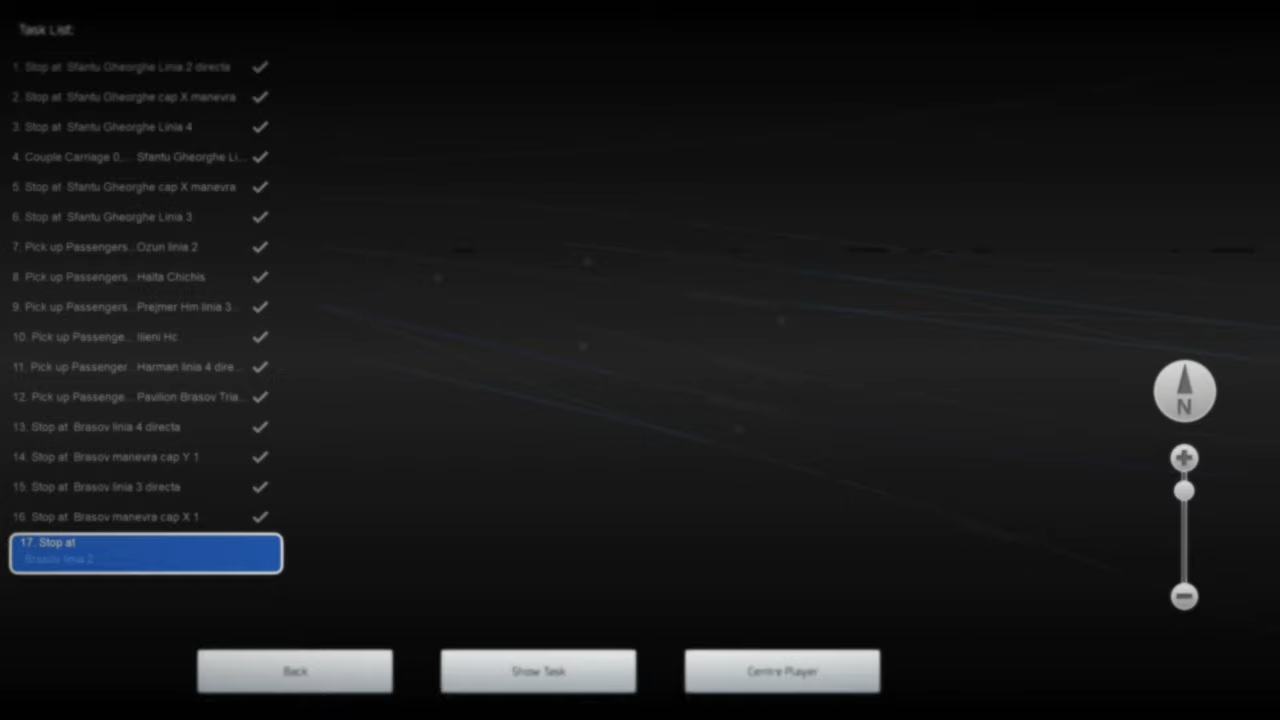 Task List:
1. Stop at Sfantu Gheorghe Linia 2 directa
2. Stop at Sfantu Gheorghe cap X manevra
3. Stop at Sfantu Gheorghe Linia 4
4. Couple Carriage 0,... Sfantu Gheorghe Li...
5. Stop at Sfantu Gheorghe cap X manevra
6. Stop at Sfantu Gheorghe Linia 3
7. Pick up Passengers...Ozun linia 2
8. Pick up Passengers...Halta Chichis
9. Pick up Passengers...Prejmer Hm linia 3...
10. Pick up Passenge... Ilieni Hc
11. Pick up Passenger...Harman linia 4 dire...
12. Pick up Passenge... Pavilion Brasov Tria...
13. Stop at Brasov linia 4 directa
14. Stop at Brasov manevra cap Y 1
15. Stop at Brasov linia 3 directa
16. Stop at Brasov manevra cap X 1
17. Stop at
Brasov linia 2
N
Back
Show Task
Centre Player